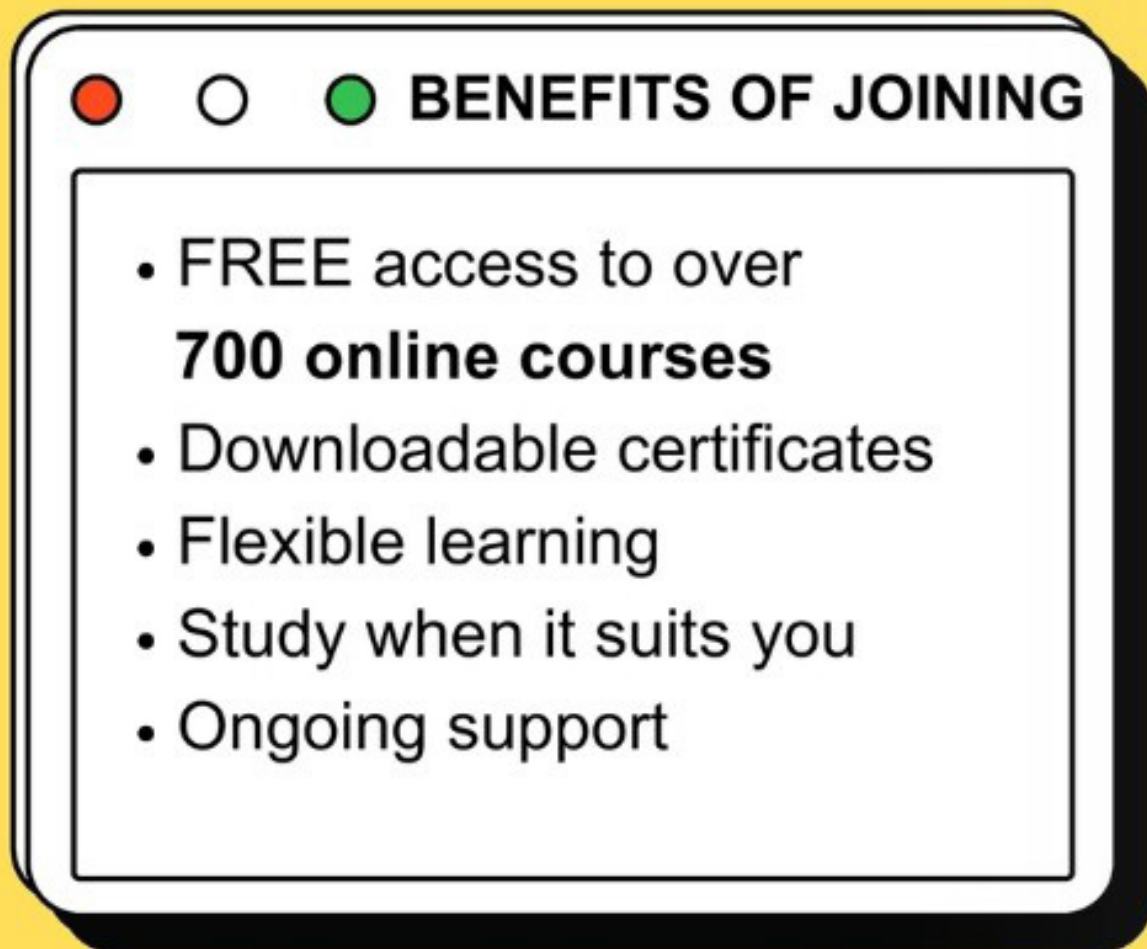 BENEFITS OF JOINING
• FREE access to over
700 online courses
• Downloadable certificates
• Flexible learning
• Study when it suits you
• Ongoing support